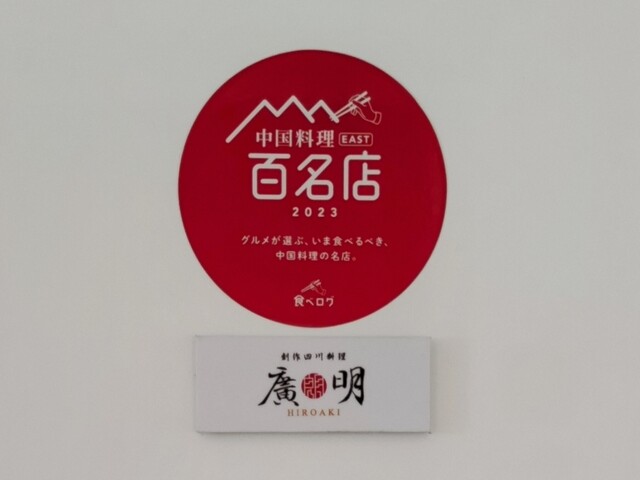 中国料理 EAST
百名店
2023
グルメが選ぶ、いま食べるべき、
中国料理の名店。
食べログ
創作四川料理
廣明
HIROAKI